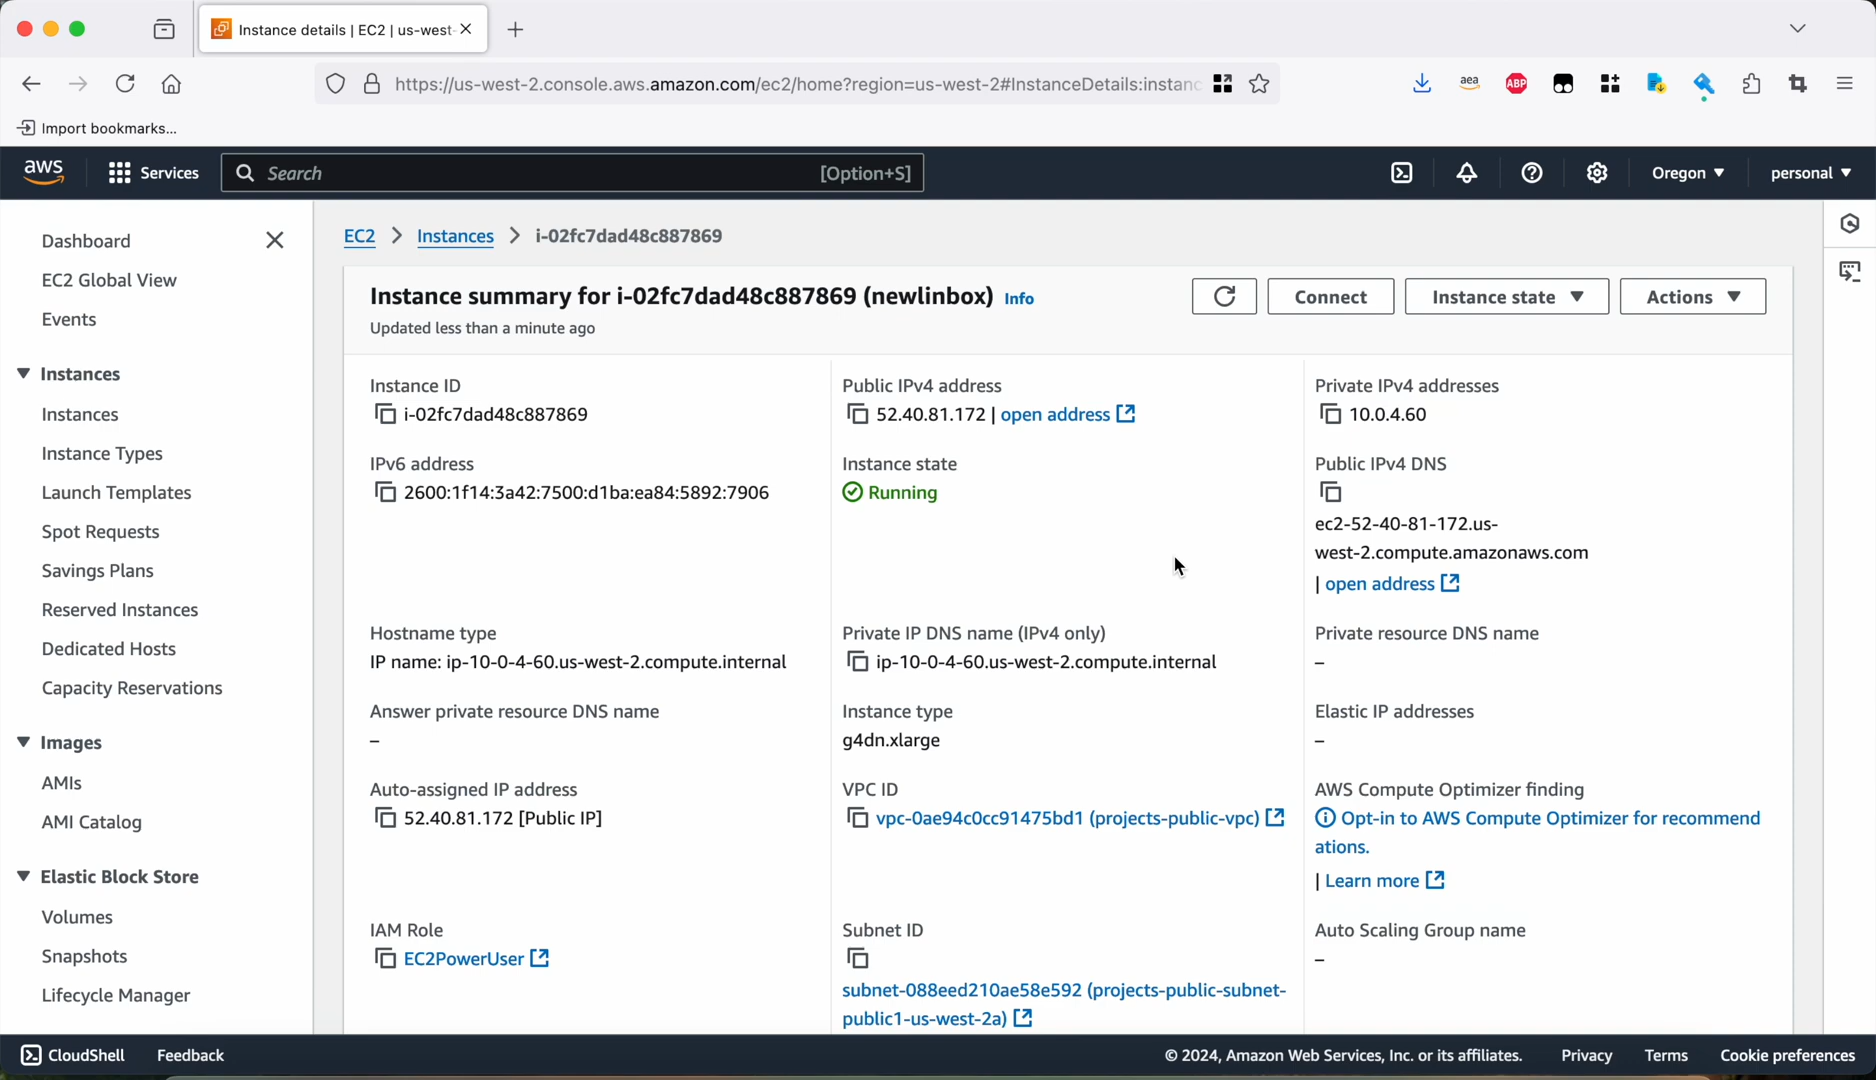 Instance details | EC2 | us-west-
https://us-west-2.console.aws.amazon.com/ec2/home?region=us-west-2#InstanceDetails:instanc
aea
ABP
Import bookmarks...
aws
Services
Search
[Option+S]
Oregon
personal
Dashboard
EC2 Global View
Events
Instances
Instances
Instance Types
Launch Templates
Spot Requests
Savings Plans
Reserved Instances
Dedicated Hosts
Capacity Reservations
Images
AMIs
AMI Catalog
Elastic Block Store
Volumes
Snapshots
Lifecycle Manager
EC2 > Instances > i-02fc7dad48c887869
Instance summary for i-02fc7dad48c887869 (newlinbox) Info
Updated less than a minute ago
Connect
Instance state
Actions
Instance ID
i-02fc7dad48c887869
Public IPv4 address
52.40.81.172 | open address
Private IPv4 addresses
10.0.4.60
IPv6 address
2600:1f14:3a42:7500:d1ba:ea84:5892:7906
Instance state
Running
Public IPv4 DNS
ec2-52-40-81-172.us-
west-2.compute.amazonaws.com
| open address
Hostname type
IP name: ip-10-0-4-60.us-west-2.compute.internal
Private IP DNS name (IPv4 only)
ip-10-0-4-60.us-west-2.compute.internal
Private resource DNS name
–
Answer private resource DNS name
–
Instance type
g4dn.xlarge
Elastic IP addresses
–
Auto-assigned IP address
52.40.81.172 [Public IP]
VPC ID
vpc-0ae94c0cc91475bd1 (projects-public-vpc)
AWS Compute Optimizer finding
Opt-in to AWS Compute Optimizer for recommend
ations.
| Learn more
IAM Role
EC2PowerUser
Subnet ID
subnet-088eed210ae58e592 (projects-public-subnet-
public1-us-west-2a)
Auto Scaling Group name
–
CloudShell
Feedback
© 2024, Amazon Web Services, Inc. or its affiliates.
Privacy
Terms
Cookie preferences